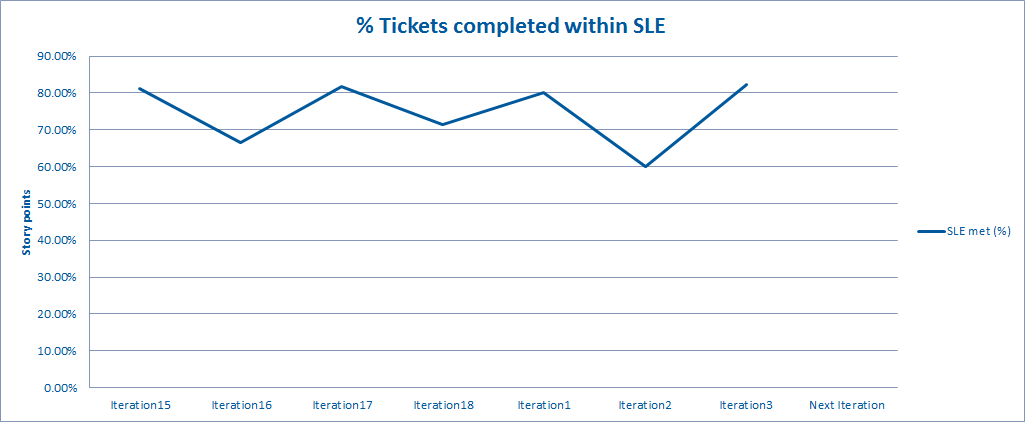 % Tickets completed within SLE
90.00%
80.00%
70.00%
60.00%
50.00%
40.00%
30.00%
20.00%
10.00%
0.00%
Story points
Iteration15 Iteration16 Iteration17 Iteration18 Iteration1 Iteration2 Iteration3 Next Iteration
SLE met (%)